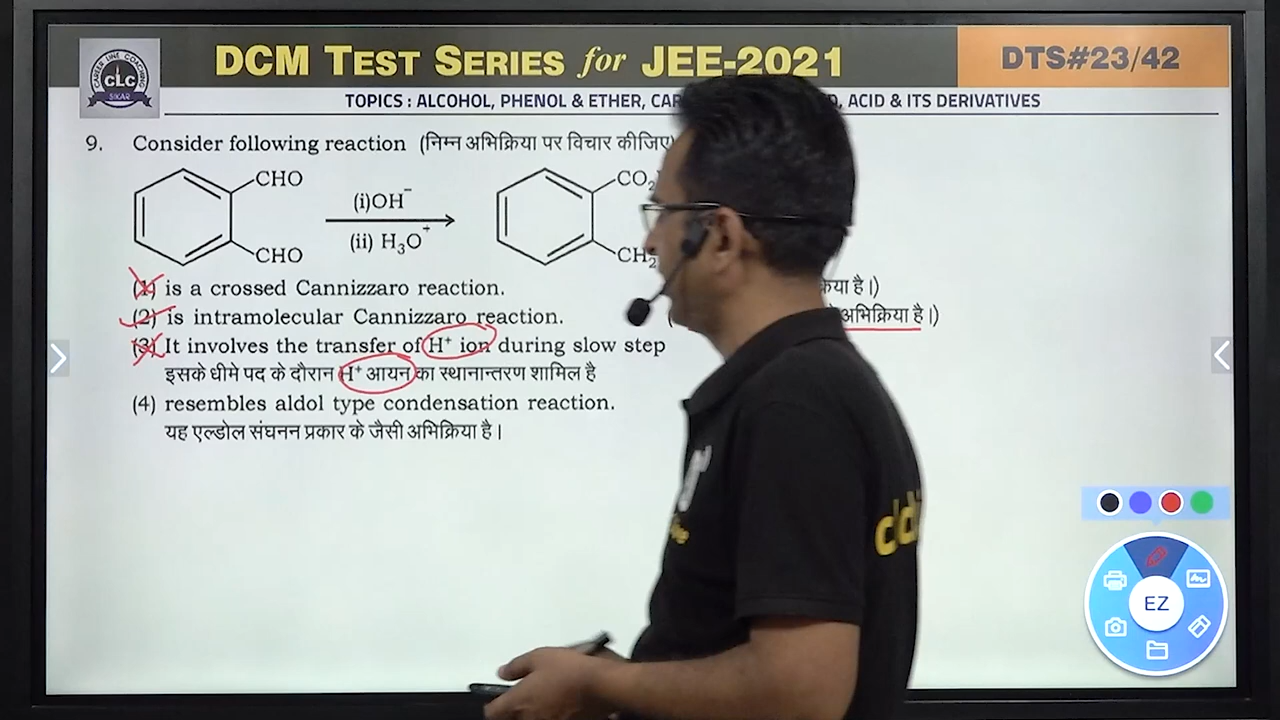 CAREER LINE COACHING
CLC
SIKAR
DCM TEST SERIES for JEE-2021
DTS#23/42
TOPICS : ALCOHOL, PHENOL & ETHER, CAR D, ACID & ITS DERIVATIVES
9. Consider following reaction (निम्न अभिक्रिया पर विचार कीजिए)
CHO
CHO
(i)OH⁻
(ii) H₃O⁺
CO₂
CH₂
(1) is a crossed Cannizzaro reaction. है।)
(2) is intramolecular Cannizzaro reaction. ( अभिक्रिया है।)
(3) It involves the transfer of H⁺ ion during slow step
इसके धीमे पद के दौरान H⁺ आयन का स्थानान्तरण शामिल है
(4) resembles aldol type condensation reaction.
यह एल्डोल संघनन प्रकार के जैसी अभिक्रिया है।
EZ